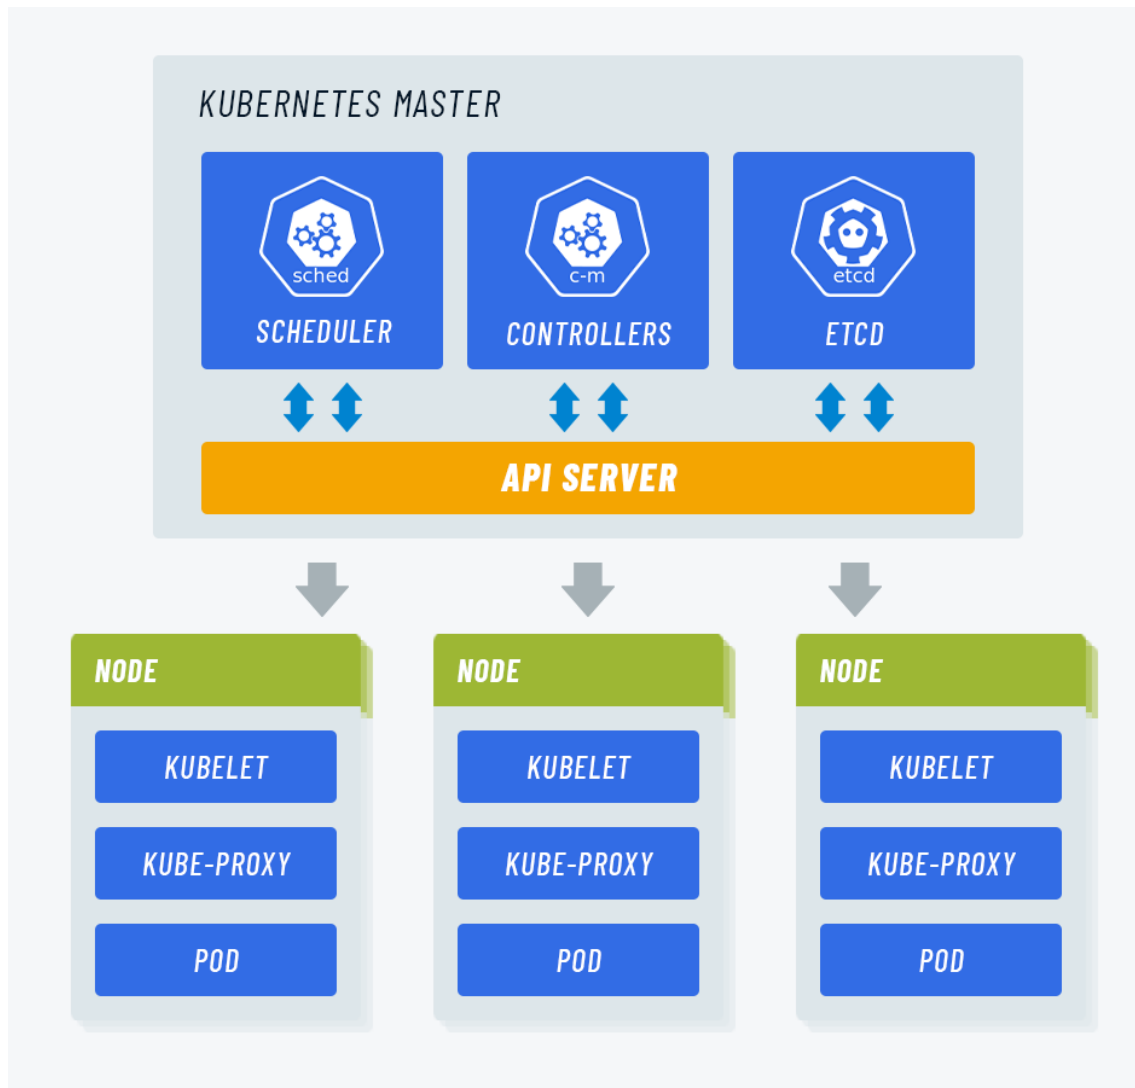 KUBERNETES MASTER
sched
c-m
etcd
SCHEDULER
CONTROLLERS
ETCD
API SERVER
NODE
KUBELET
KUBE-PROXY
POD
NODE
KUBELET
KUBE-PROXY
POD
NODE
KUBELET
KUBE-PROXY
POD